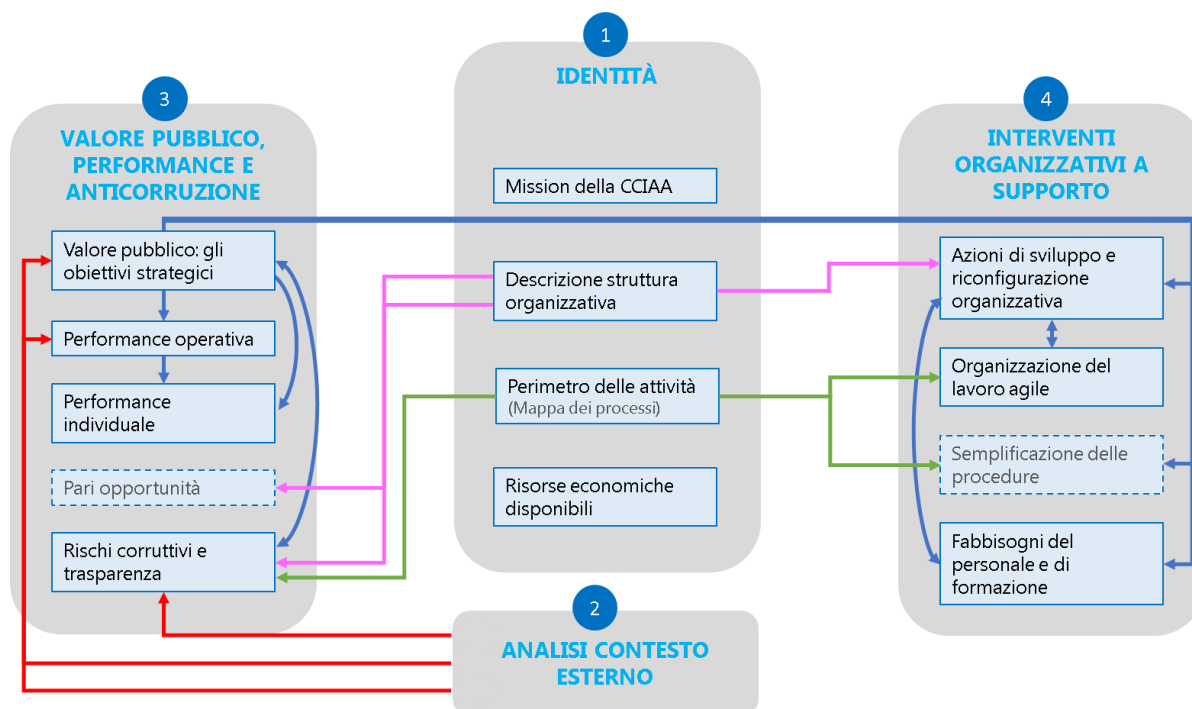 1
IDENTITÀ
Mission della CCIAA
Descrizione struttura
organizzativa
Perimetro delle attività
(Mappa dei processi)
Risorse economiche
disponibili
2
ANALISI CONTESTO
ESTERNO
3
VALORE PUBBLICO,
PERFORMANCE E
ANTICORRUZIONE
Valore pubblico: gli
obiettivi strategici
Performance operativa
Performance
individuale
Pari opportunità
Rischi corruttivi e
trasparenza
4
INTERVENTI
ORGANIZZATIVI A
SUPPORTO
Azioni di sviluppo e
riconfigurazione
organizzativa
Organizzazione del
lavoro agile
Semplificazione delle
procedure
Fabbisogni del
personale e di
formazione